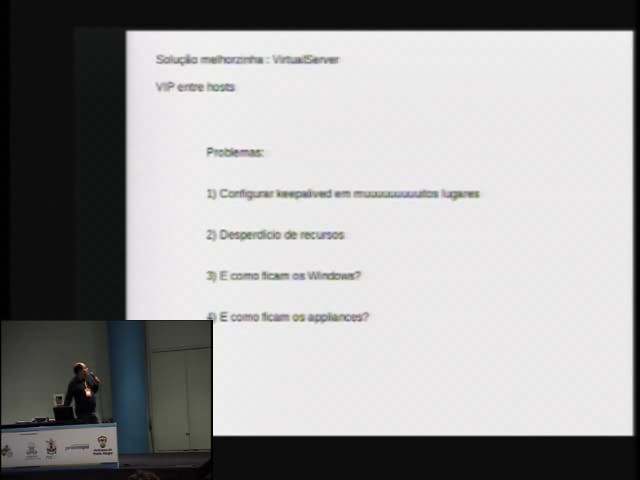 Solução melhorzinha : VirtualServer
VIP entre hosts
Problemas:
1) Configurar keepalived em muuuuuuuuuitos lugares
2) Desperdício de recursos
3) E como ficam os Windows?
4) E como ficam os appliances?